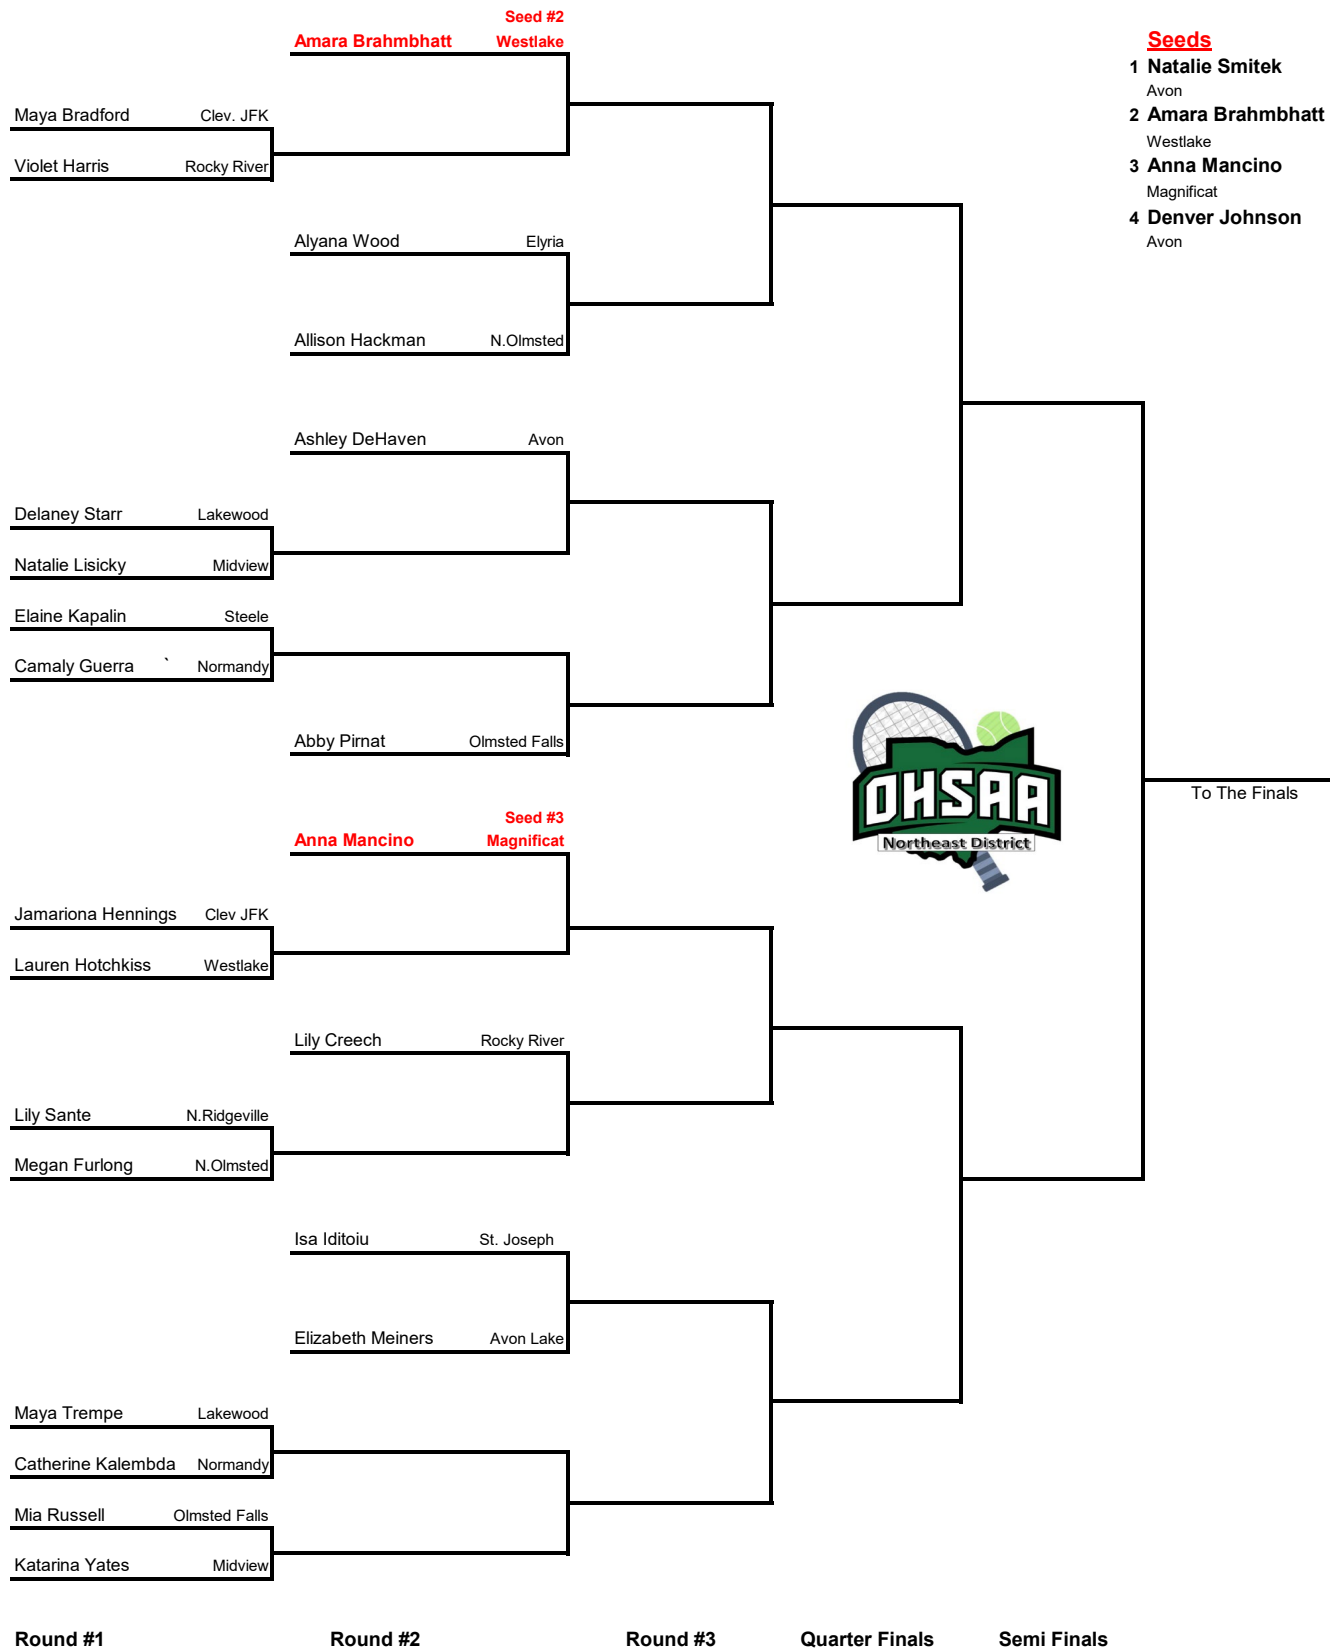 Seed #2
Amara Brahmbhatt Westlake
Seeds
1 Natalie Smitek
Avon
2 Amara Brahmbhatt
Westlake
3 Anna Mancino
Magnificat
4 Denver Johnson
Avon
Maya Bradford Clev. JFK
Violet Harris Rocky River
Alyana Wood Elyria
Allison Hackman N.Olmsted
Ashley DeHaven Avon
Delaney Starr Lakewood
Natalie Lisicky Midview
Elaine Kapalin Steele
Camaly Guerra ` Normandy
Abby Pirnat Olmsted Falls
OHSAA
Northeast District
To The Finals
Seed #3
Anna Mancino Magnificat
Jamariona Hennings Clev JFK
Lauren Hotchkiss Westlake
Lily Creech Rocky River
Lily Sante N.Ridgeville
Megan Furlong N.Olmsted
Isa Iditoiu St. Joseph
Elizabeth Meiners Avon Lake
Maya Trempe Lakewood
Catherine Kalembda Normandy
Mia Russell Olmsted Falls
Katarina Yates Midview
Round #1 Round #2 Round #3 Quarter Finals Semi Finals